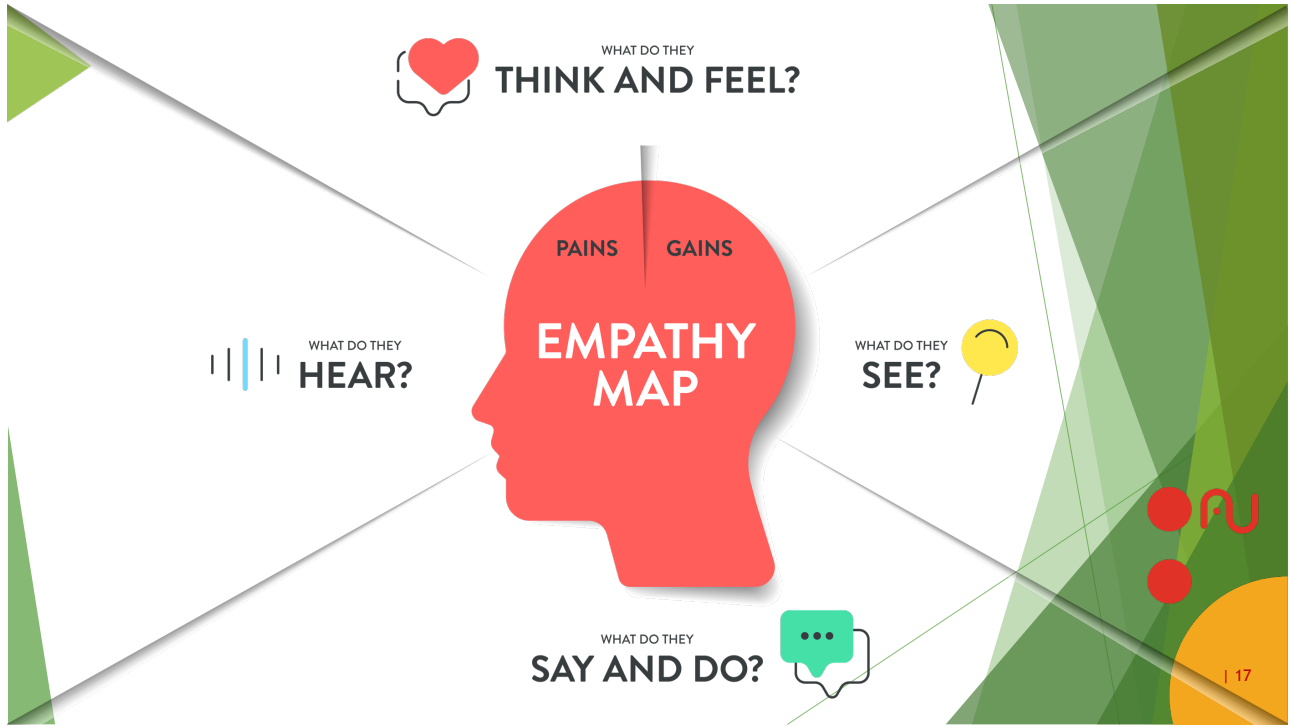 WHAT DO THEY
THINK AND FEEL?
PAINS
GAINS
EMPATHY
MAP
WHAT DO THEY
HEAR?
WHAT DO THEY
SEE?
WHAT DO THEY
SAY AND DO?
| 17